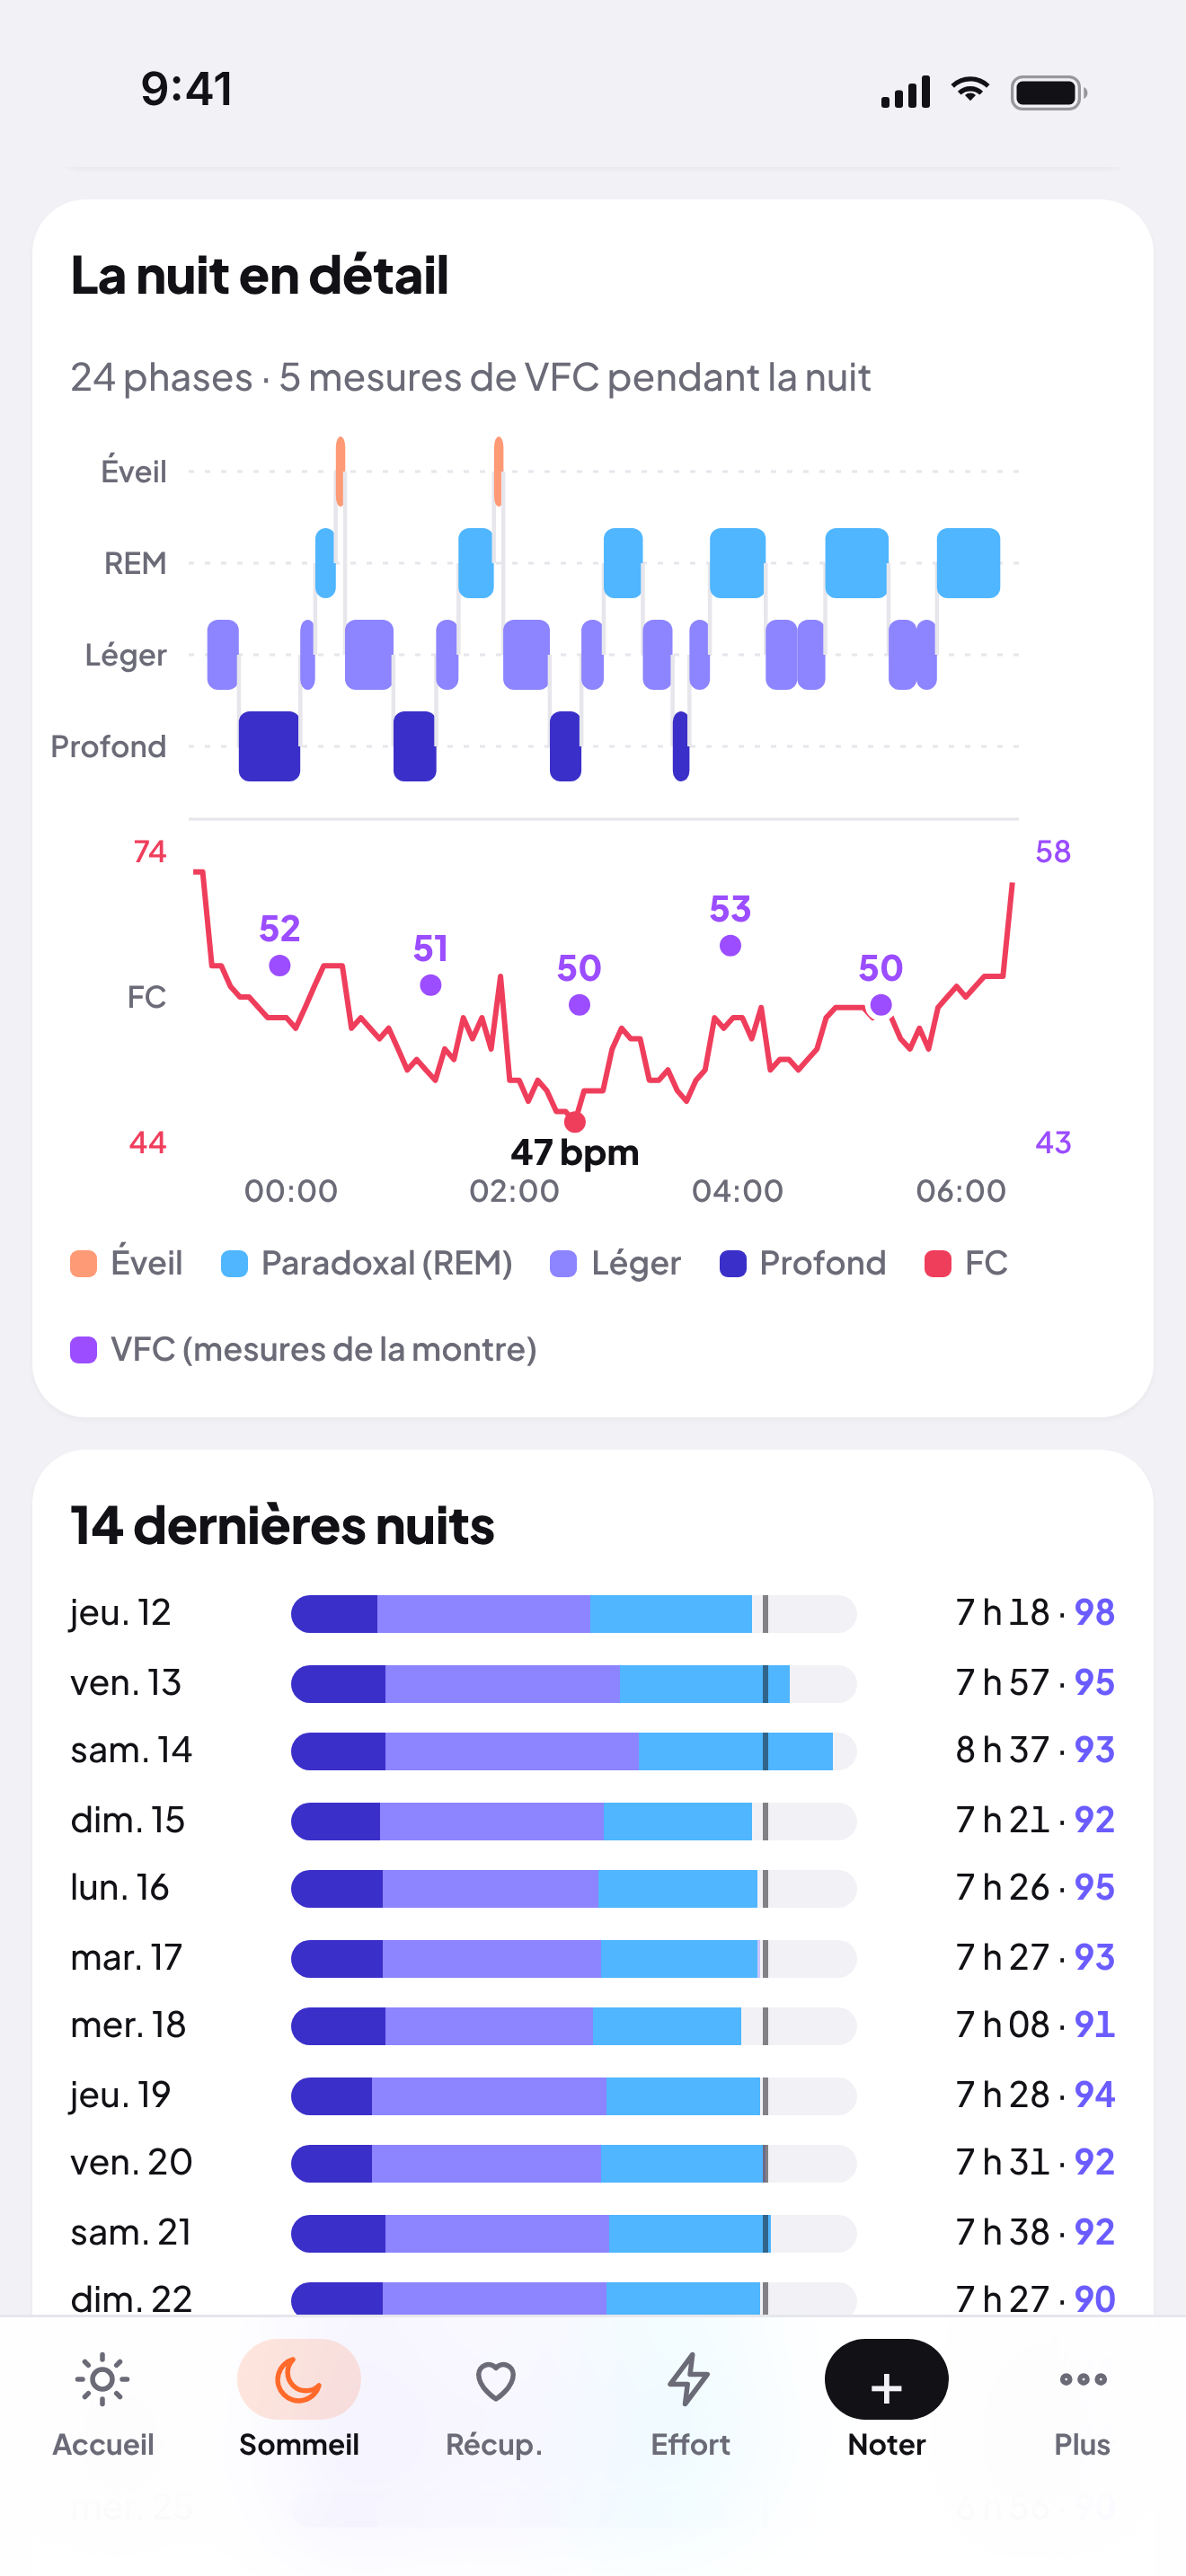 9:41
La nuit en détail
24 phases · 5 mesures de VFC pendant la nuit
Éveil
REM
Léger
Profond
74
58
52
51
50
53
50
FC
47 bpm
44
43
00:00 02:00 04:00 06:00
Éveil Paradoxal (REM) Léger Profond FC
VFC (mesures de la montre)
14 dernières nuits
jeu. 12 7 h 18 · 98
ven. 13 7 h 57 · 95
sam. 14 8 h 37 · 93
dim. 15 7 h 21 · 92
lun. 16 7 h 26 · 95
mar. 17 7 h 27 · 93
mer. 18 7 h 08 · 91
jeu. 19 7 h 28 · 94
ven. 20 7 h 31 · 92
sam. 21 7 h 38 · 92
dim. 22 7 h 27 · 90
Accueil Sommeil Récup. Effort Noter Plus
mer. 25 6 h 56 · 90